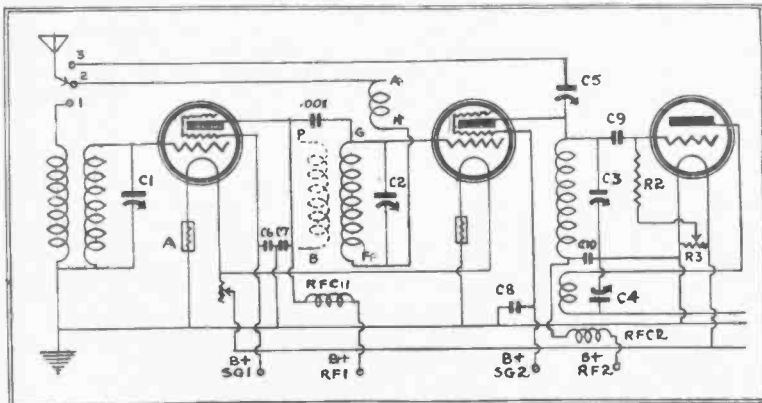 3
2
1
C5
.001
A
P
G
C9
C1
C2
C3
R2
A
C6 C7
B
R3
C10
RFC1
C8
C4
RFC2
B+
SG1
B+
RF1
B+
SG2
B+
RF2